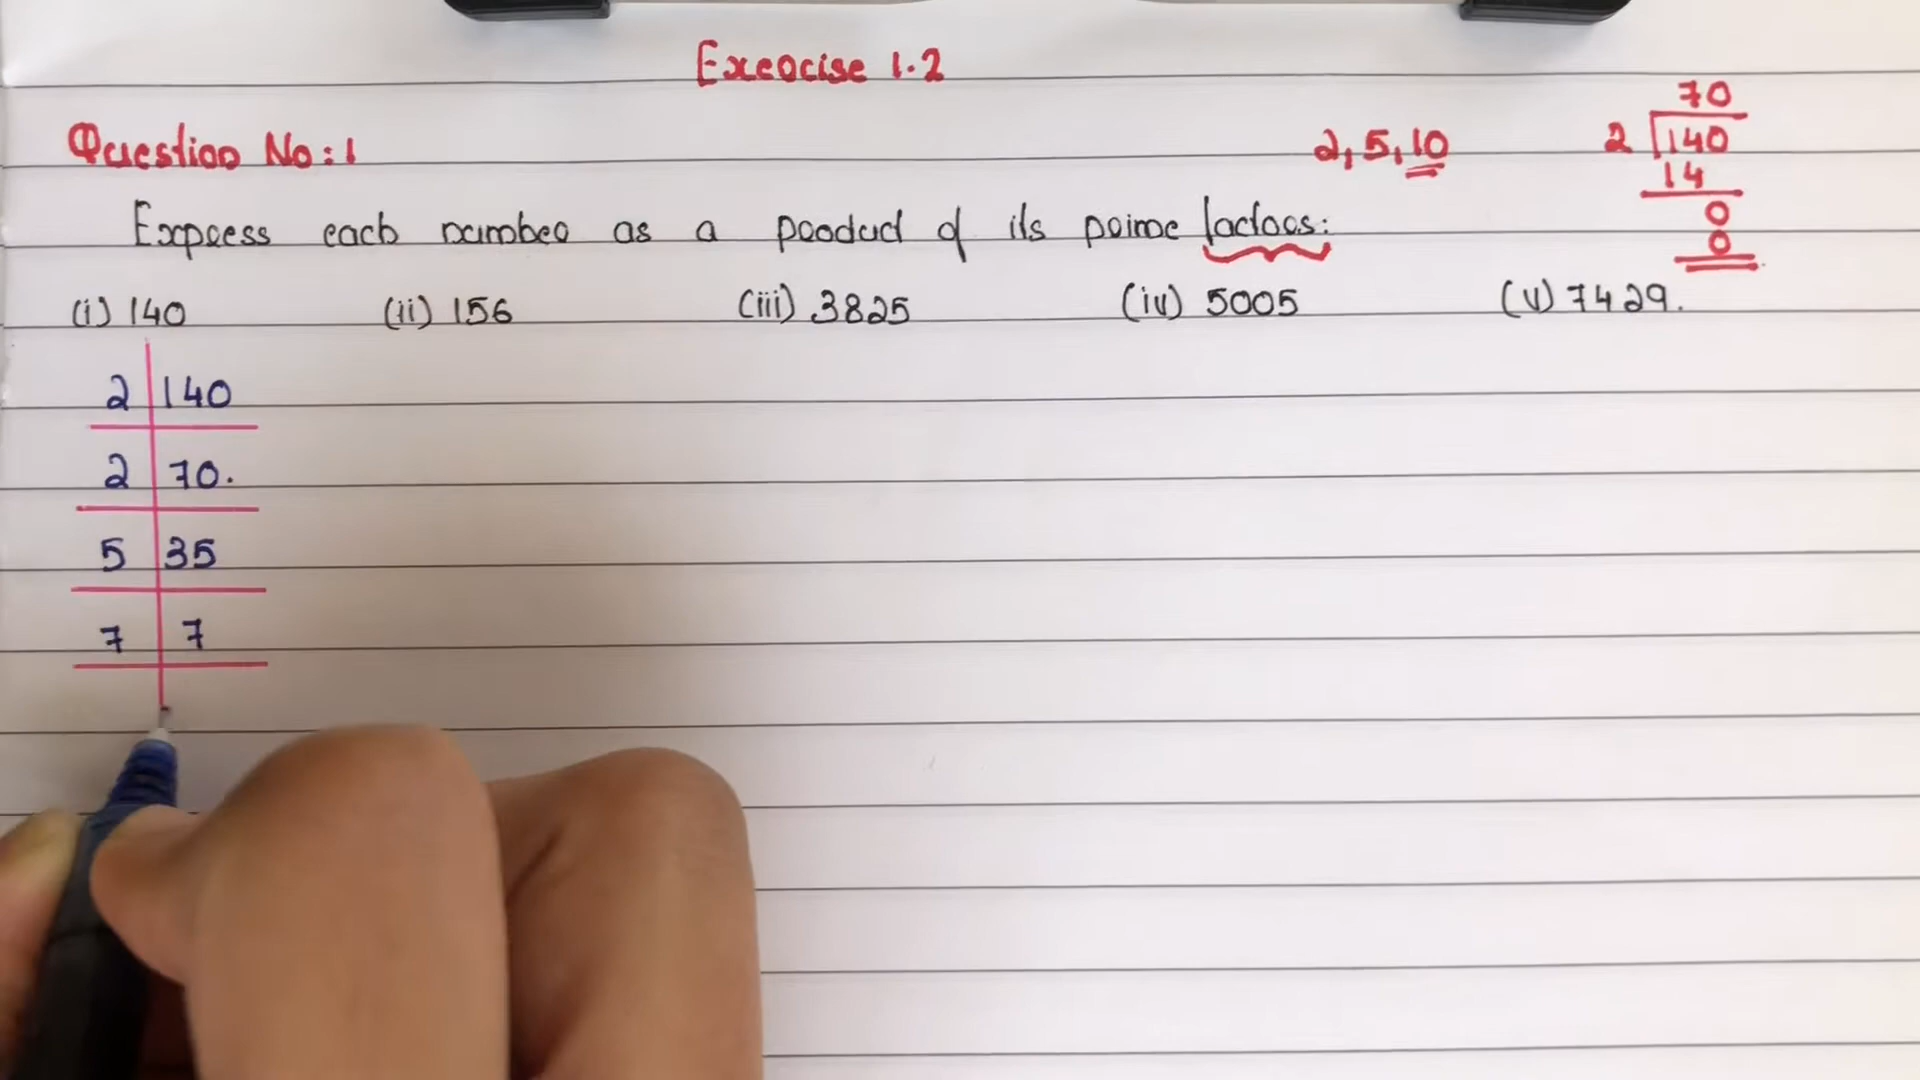 Exercise 1.2
Question No: 1
2, 5, 10
70
2 140
14
0
0
Express each number as a product of its prime factors:
(i) 140 (ii) 156 (iii) 3825 (iv) 5005 (v) 7429.
2 140
2 70.
5 35
7 7